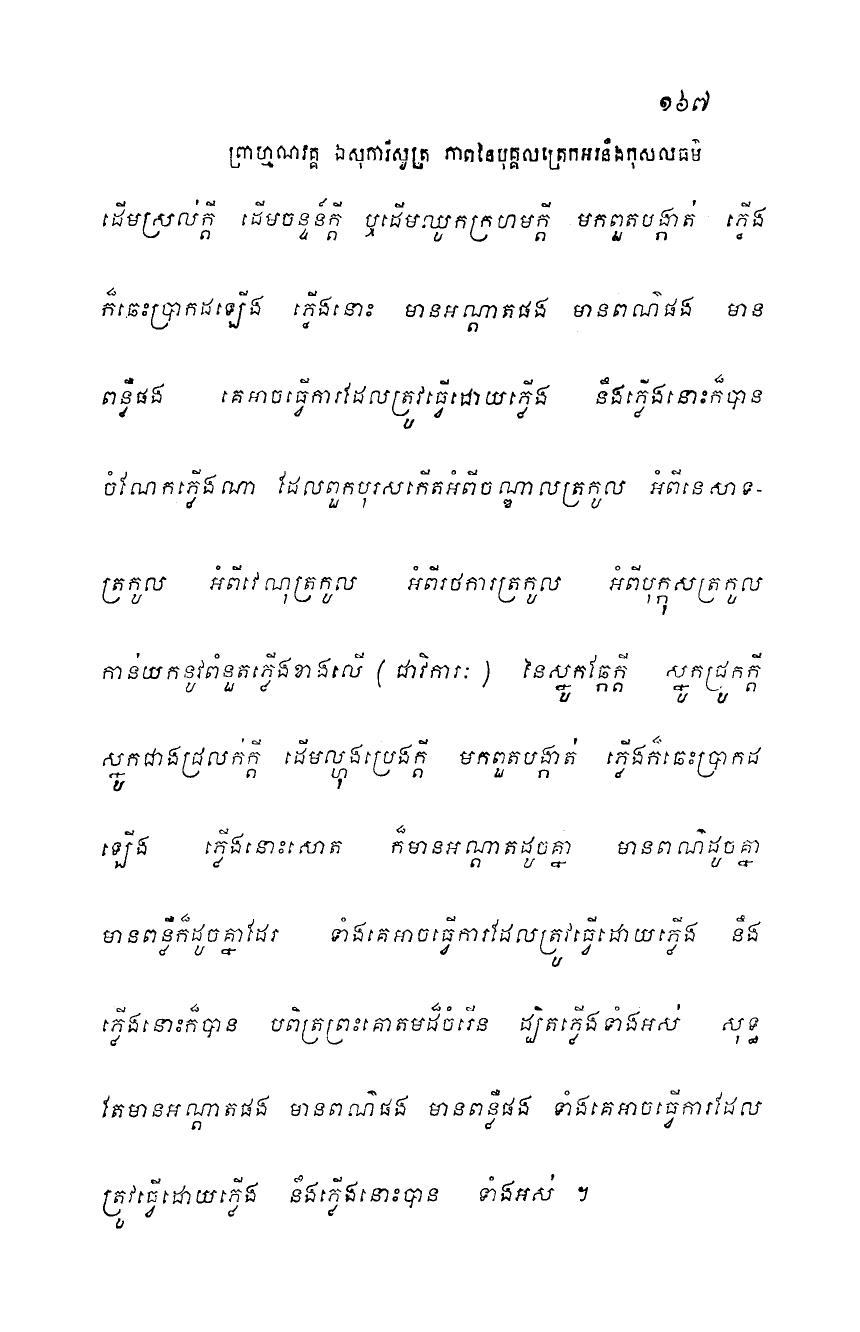 ១៦៧
ព្រាហ្មណវគ្គ ឯសុការីសូត្រ ភាពនៃបុគ្គលត្រេកអរនឹងកុសលធម៌
ដើមស្រល់ក្តី ដើមចន្ទន៍ក្តី ឬដើមឈូកក្រហមក្តី មកពួតបង្កាត់ ភ្លើង
ក៏ឆេះប្រាកដឡើង ភ្លើងនោះ មានអណ្តាតផង មានពណ៌ផង មាន
ពន្លឺផង គេអាចធ្វើការដែលត្រូវធ្វើដោយភ្លើង នឹងភ្លើងនោះក៏បាន
ចំណែកភ្លើងណា ដែលពួកបុរសកើតអំពីចណ្ឌាលត្រកូល អំពីនេសាទ-
ត្រកូល អំពីវេណុត្រកូល អំពីរថការត្រកូល អំពីបុក្កុសត្រកូល
កាន់យកនូវពំនួតភ្លើងខាងលើ ( ជាវិការៈ ) នៃស្នូកឆ្កែក្តី ស្នូកជ្រូកក្តី
ស្នូកជាងជ្រលក់ក្តី ដើមល្ហុងប្រេងក្តី មកពួតបង្កាត់ ភ្លើងក៏ឆេះប្រាកដ
ឡើង ភ្លើងនោះសោត ក៏មានអណ្តាតដូចគ្នា មានពណ៌ដូចគ្នា
មានពន្លឺក៏ដូចគ្នាដែរ ទាំងគេអាចធ្វើការដែលត្រូវធ្វើដោយភ្លើង នឹង
ភ្លើងនោះក៏បាន បពិត្រព្រះគោតមដ៏ចំរើន ដ្បិតភ្លើងទាំងអស់ សុទ្ធ
តែមានអណ្តាតផង មានពណ៌ផង មានពន្លឺផង ទាំងគេអាចធ្វើការដែល
ត្រូវធ្វើដោយភ្លើង នឹងភ្លើងនោះបាន ទាំងអស់ ។